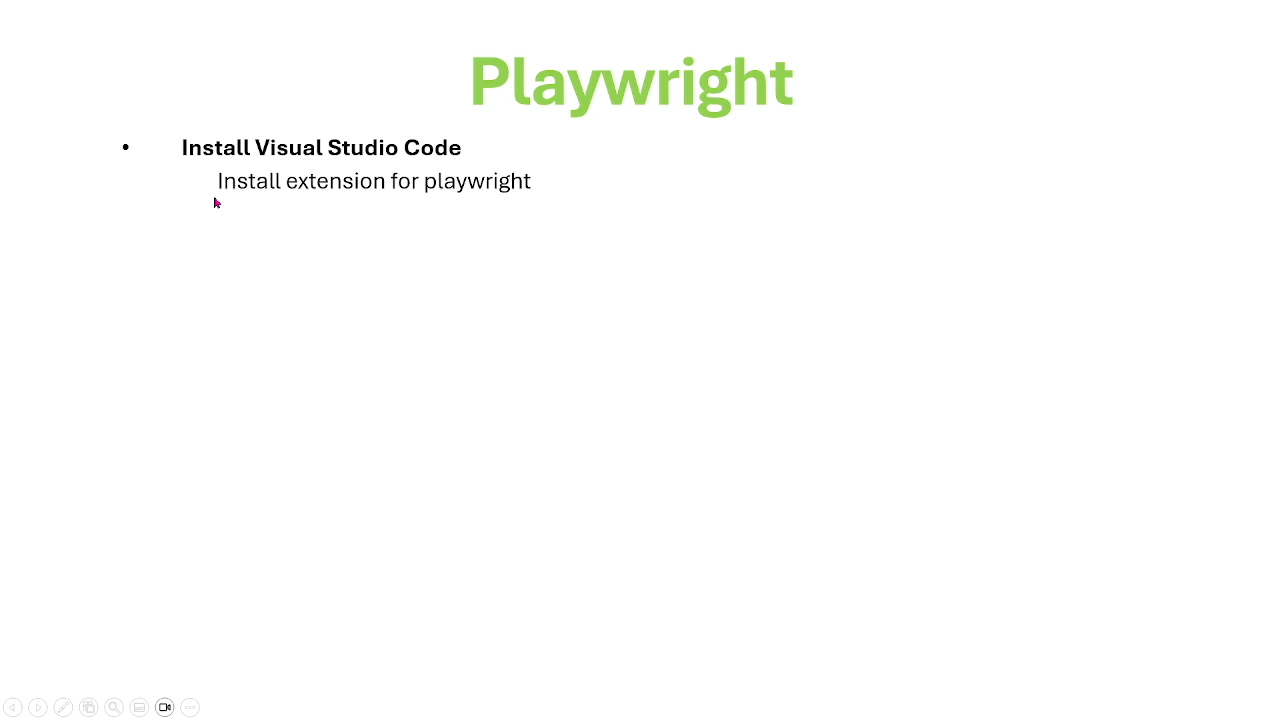 Playwright
• Install Visual Studio Code
Install extension for playwright